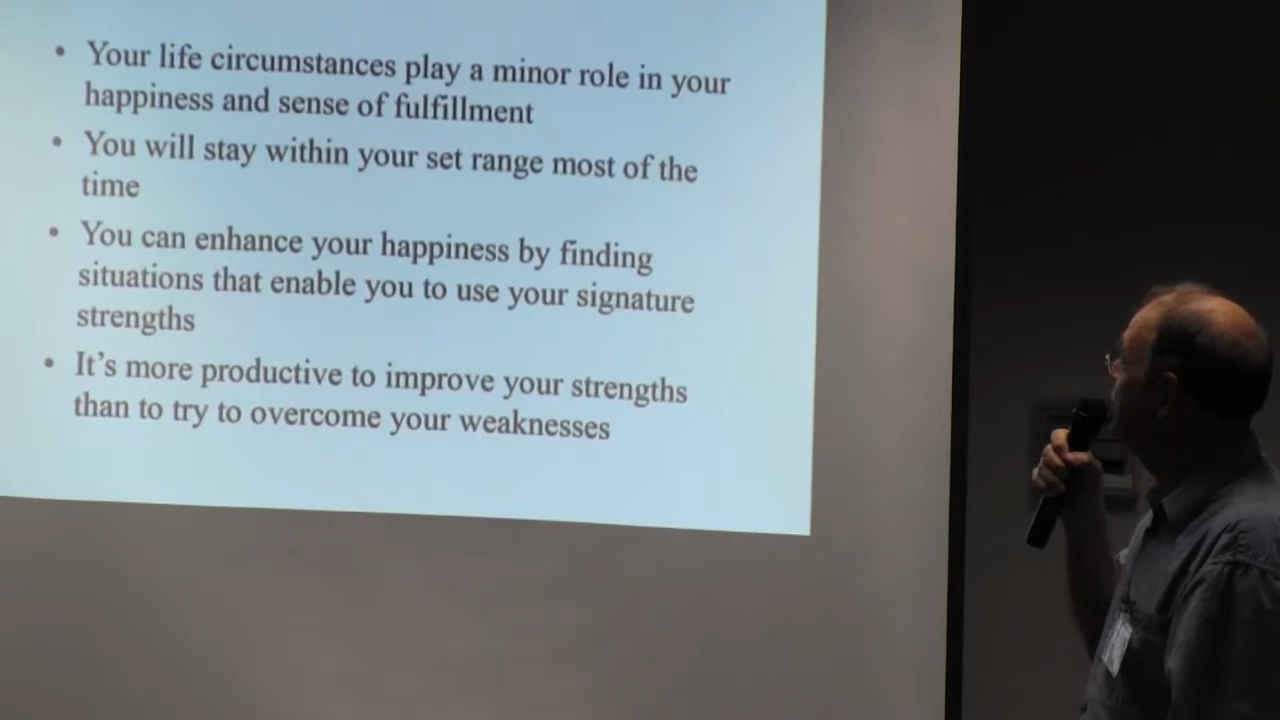 • Your life circumstances play a minor role in your
happiness and sense of fulfillment
• You will stay within your set range most of the
time
• You can enhance your happiness by finding
situations that enable you to use your signature
strengths
• It’s more productive to improve your strengths
than to try to overcome your weaknesses